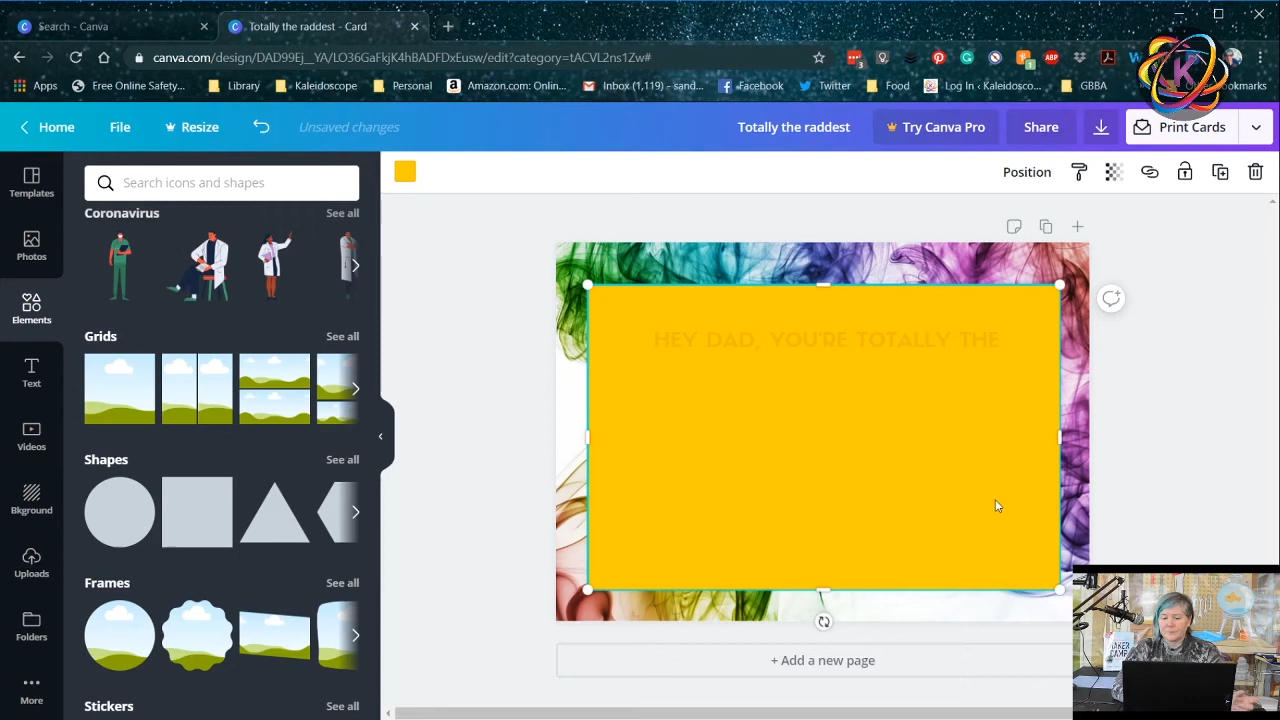 Search - Canva
Totally the raddest - Card
canva.com/design/DAD99Ej__YA/LO36GaFkjK4hBADFDxEusw/edit?category=tACVL2ns1Zw#
Apps
Free Online Safety...
Library
Kaleidoscope
Personal
Amazon.com: Onlin...
Inbox (1,119) - sand...
Facebook
Twitter
Food
Log In ‹ Kaleidosco...
GBBA
Bookmarks
K
Home
File
Resize
Unsaved changes
Totally the raddest
Try Canva Pro
Share
Print Cards
Templates
Photos
Elements
Text
Videos
Bkground
Uploads
Folders
More
Search icons and shapes
Coronavirus
See all
Grids
See all
Shapes
See all
Frames
See all
Stickers
See all
Position
HEY DAD, YOU'RE TOTALLY THE
+ Add a new page
MAKER
CAMP